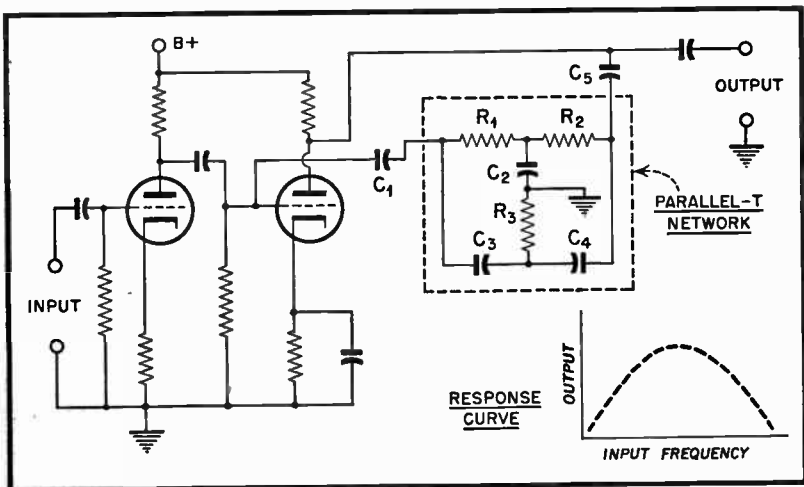 B+
C5
OUTPUT
R1
R2
C1
C2
R3
C3
C4
PARALLEL-T
NETWORK
INPUT
RESPONSE
CURVE
OUTPUT
INPUT FREQUENCY